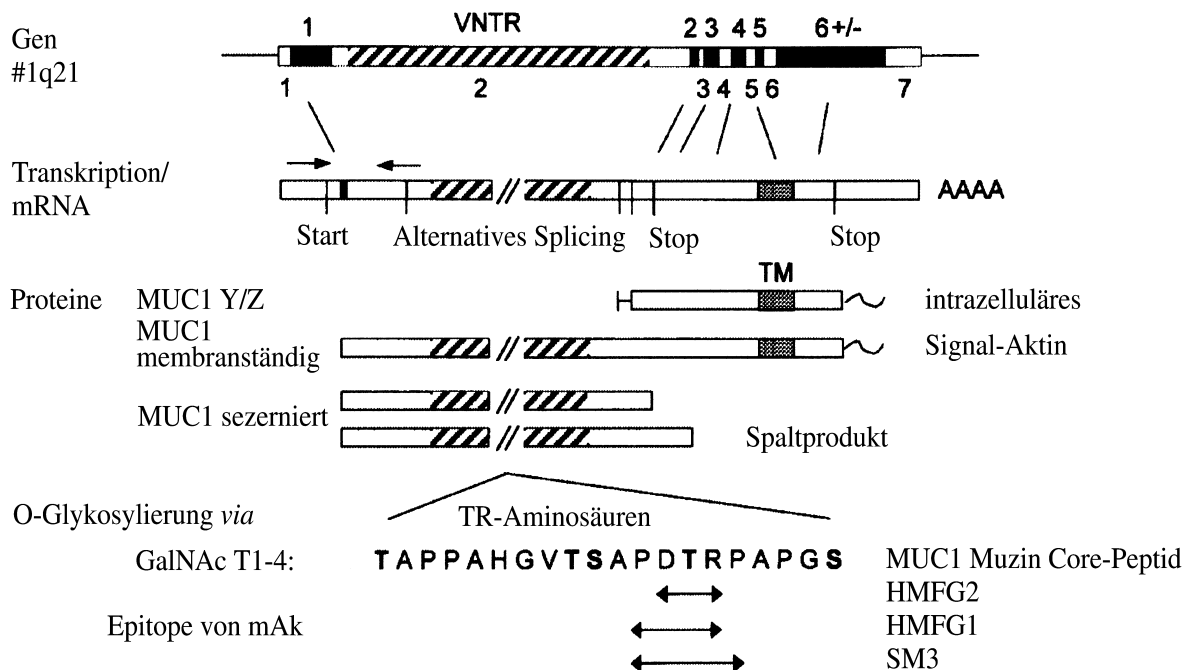 1 VNTR 2 3 4 5 6+/-
Gen
#1q21
1 2 3 4 5 6 7
Transkription/
mRNA
AAAA
Start Alternatives Splicing Stop Stop
TM
Proteine MUC1 Y/Z intrazelluläres
MUC1
membranständig Signal-Aktin
MUC1 sezerniert
Spaltprodukt
O-Glykosylierung via TR-Aminosäuren
GalNAc T1-4: TAPPAHGVTSAPDTRPAPGS MUC1 Muzin Core-Peptid
HMFG2
Epitope von mAk HMFG1
SM3